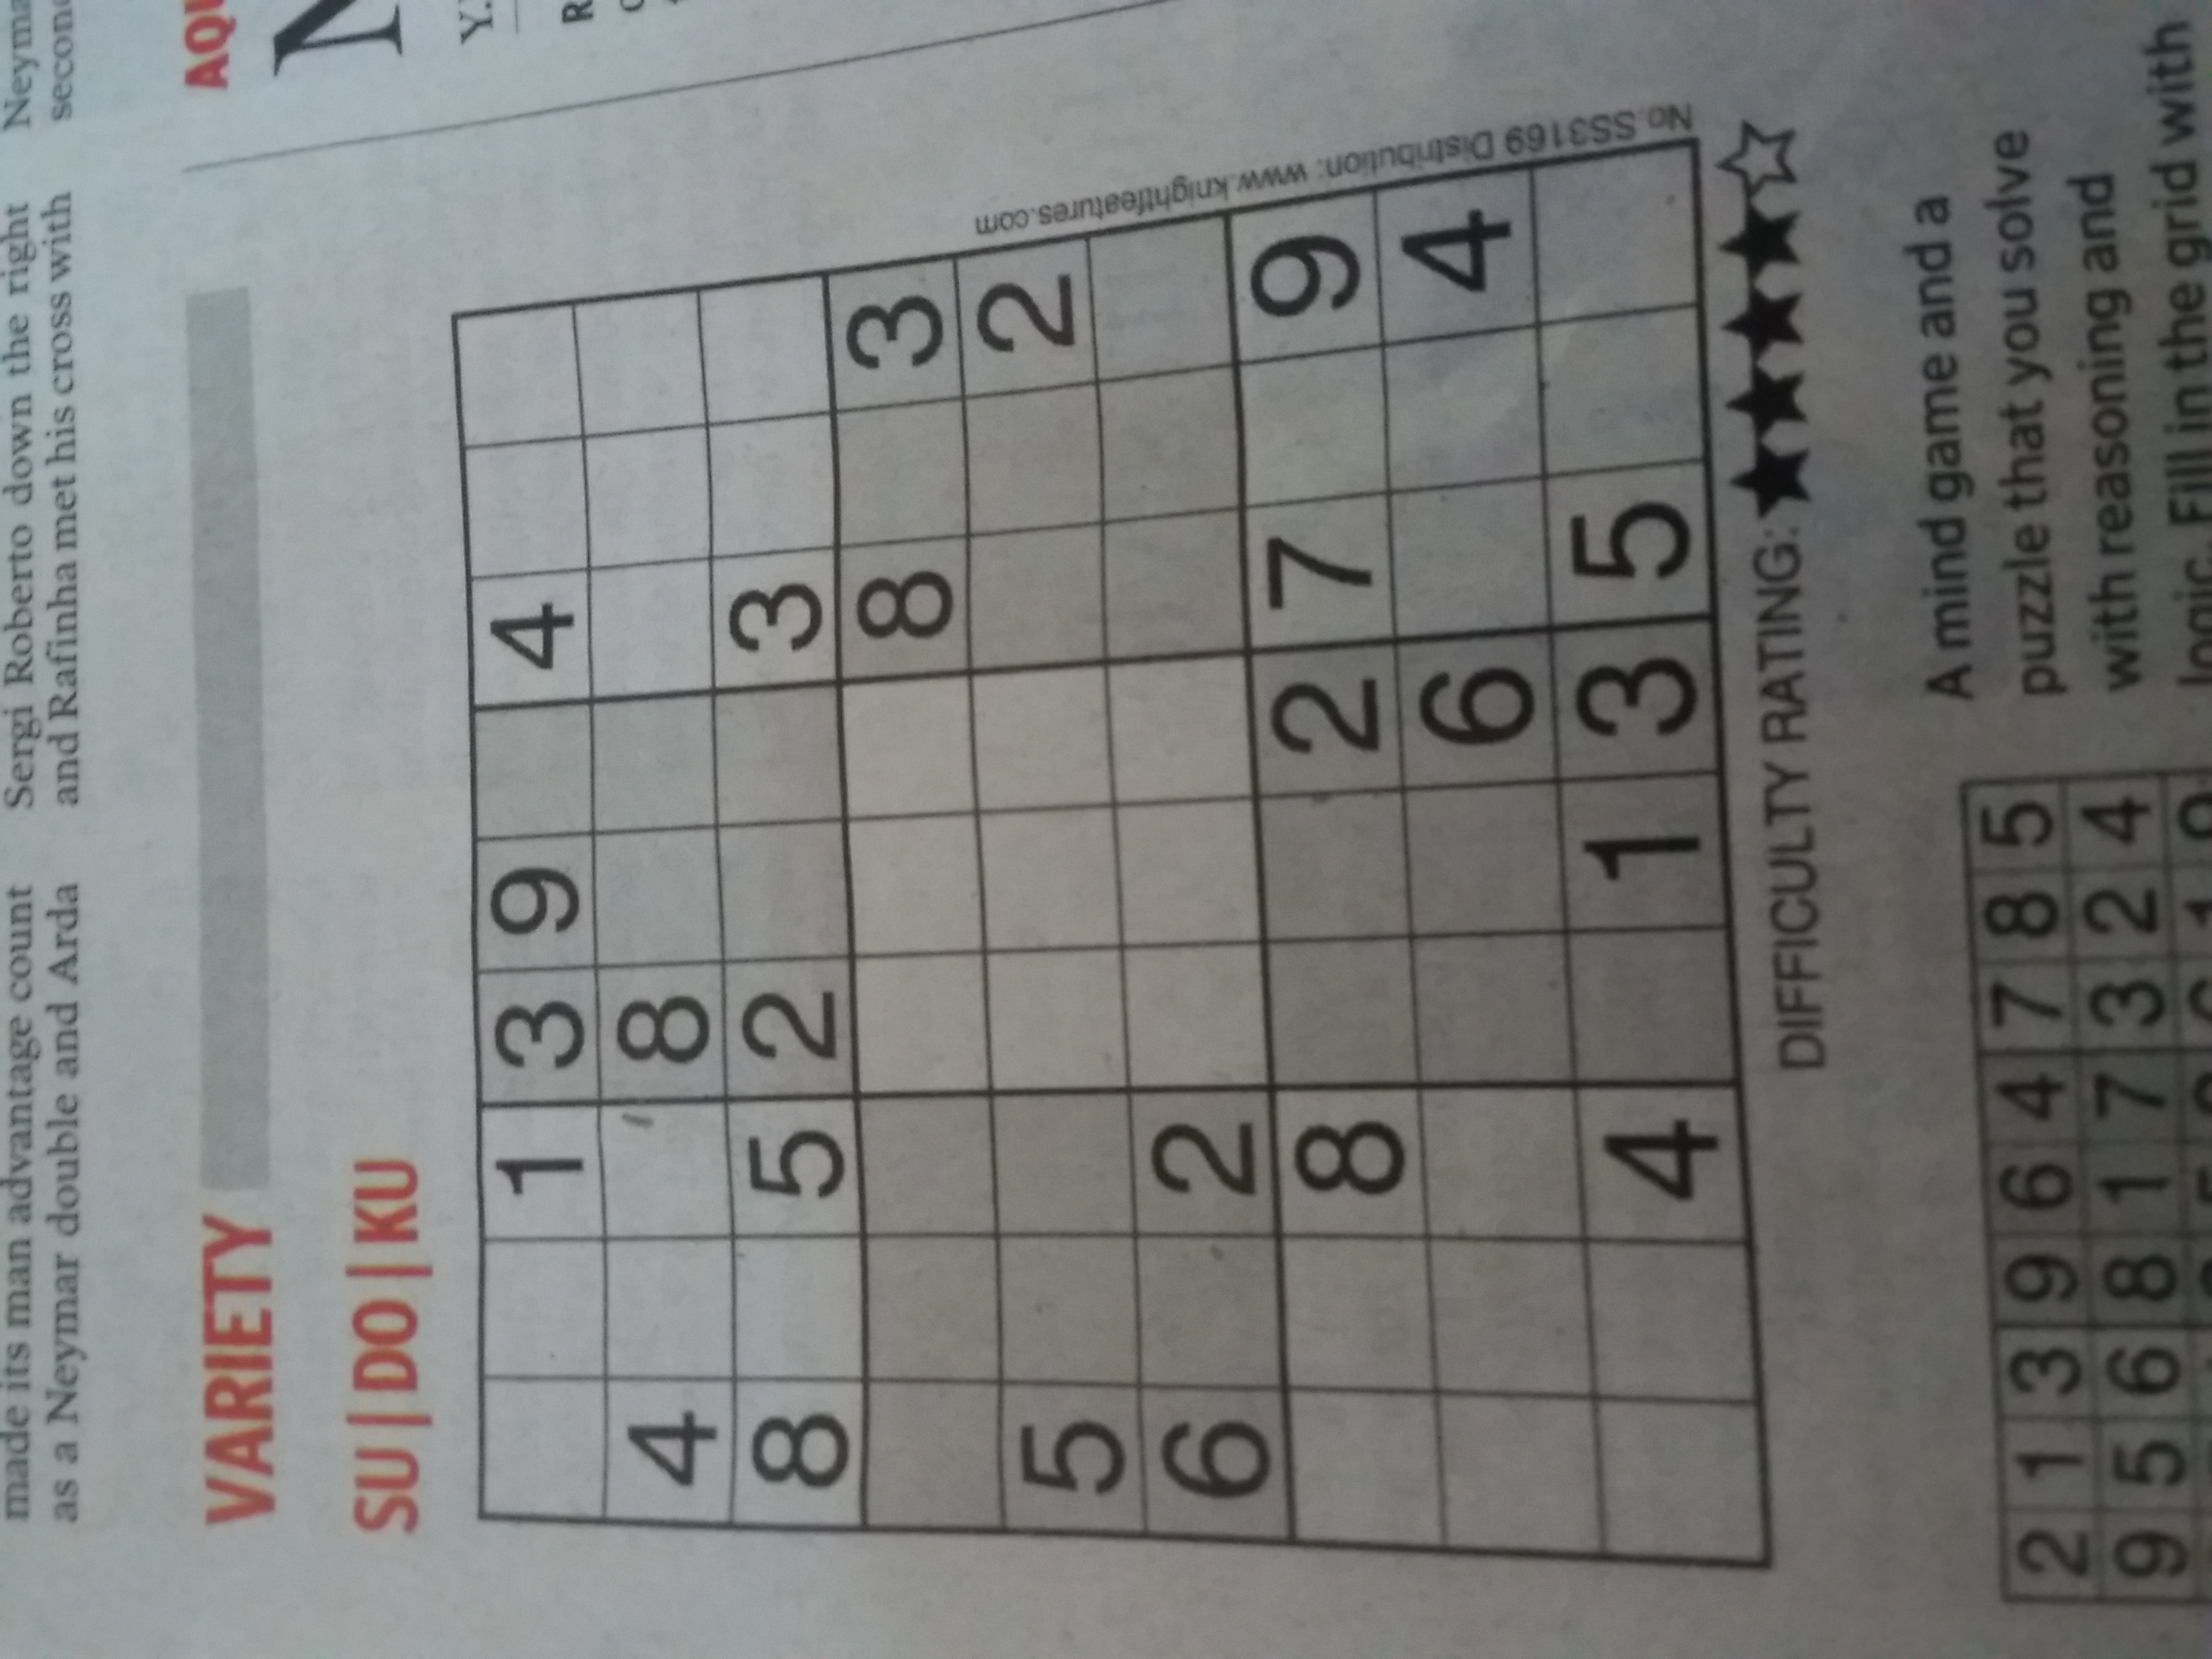 made its man advantage count
as a Neymar double and Arda
Sergi Roberto down the right
and Rafinha met his cross with
VARIETY
SU | DO | KU
1 3 9 4
4 8
8 5 2 3
8 3
5 2
6 2
8 2 7 9
6 4
4 1 3 5
No.SS3169 Distribution: www.knightfeatures.com
DIFFICULTY RATING: ★★★★☆
2 1 3 9 6 4 7 8 5
9 5 6 8 1 7 3 2 4
A mind game and a
puzzle that you solve
with reasoning and
logic. Fill in the grid with